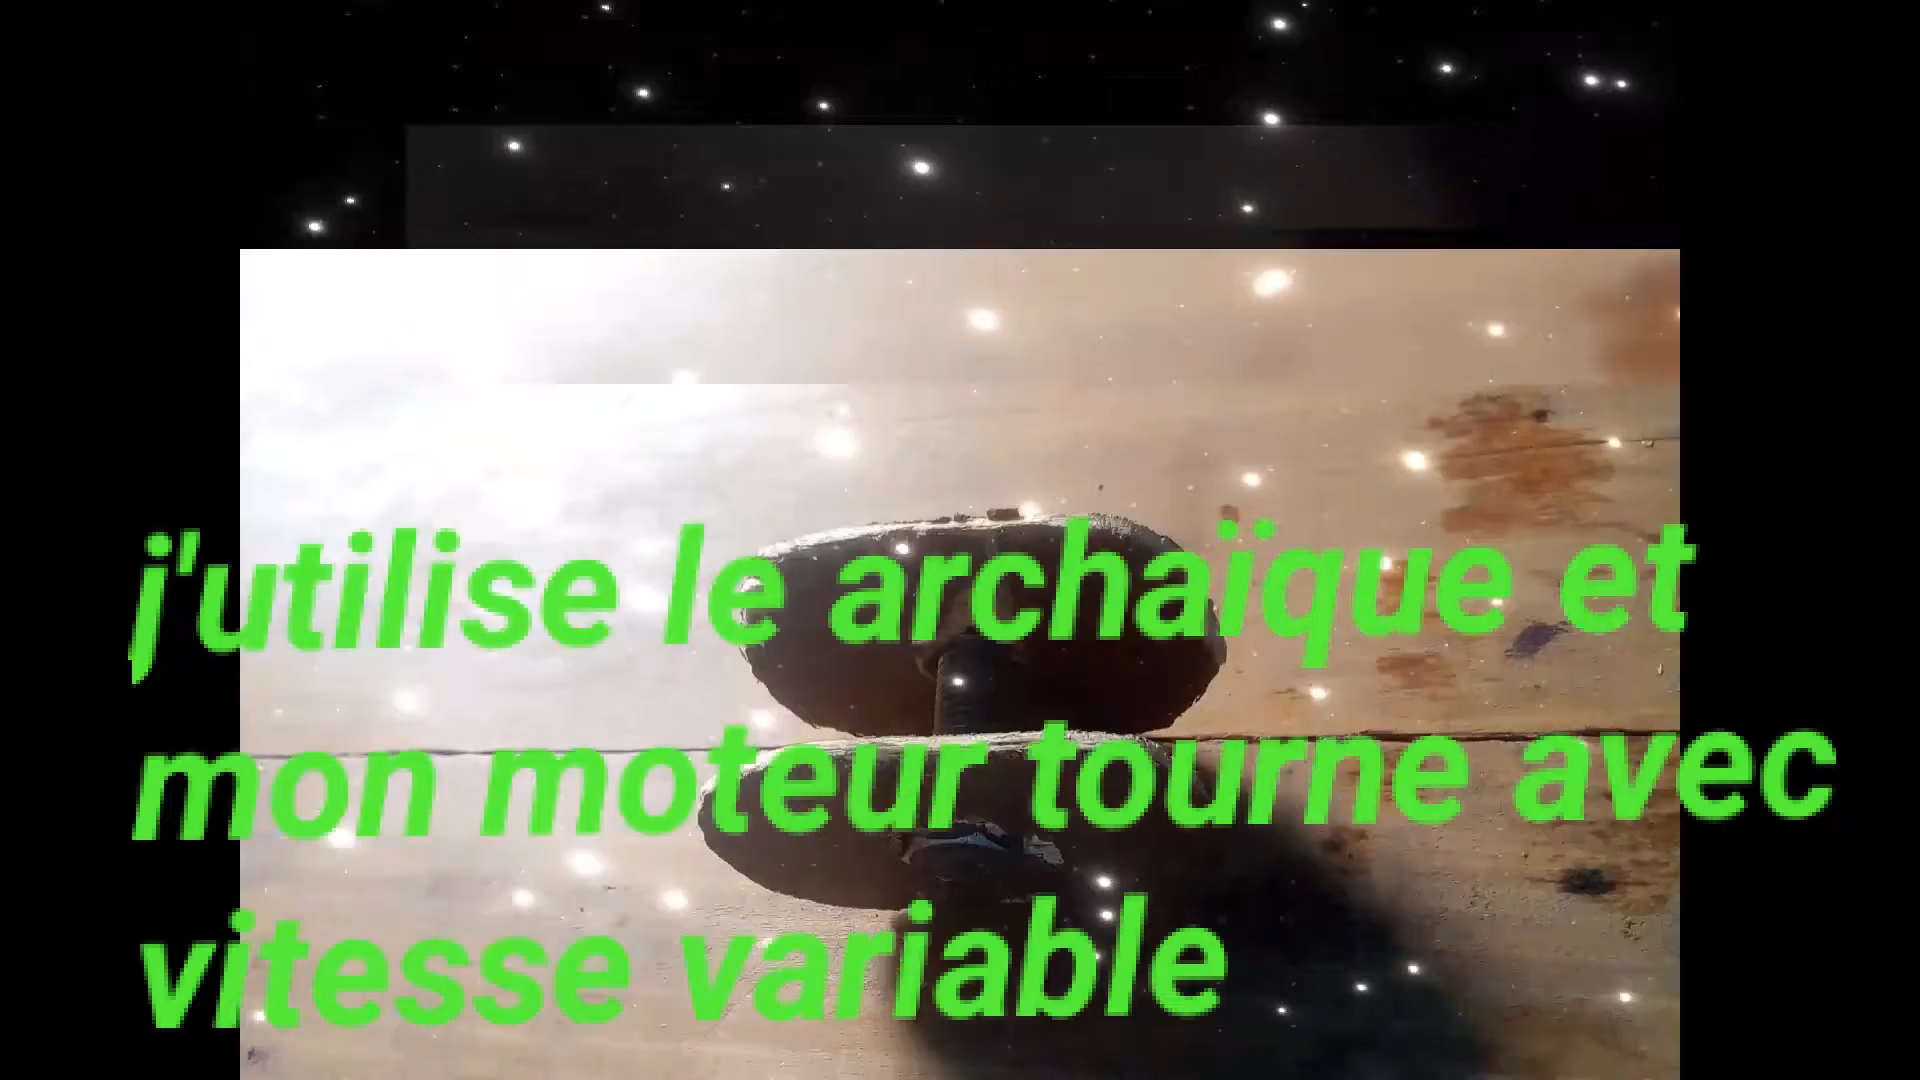 j'utilise le archaïque et
mon moteur tourne avec
vitesse variable